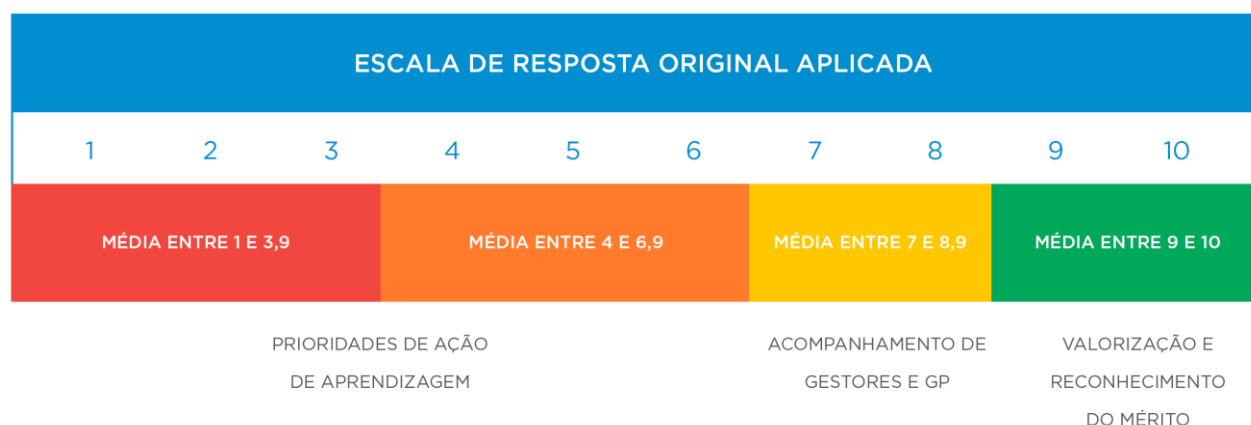 ESCALA DE RESPOSTA ORIGINAL APLICADA
1 2 3 4 5 6 7 8 9 10
MÉDIA ENTRE 1 E 3,9 MÉDIA ENTRE 4 E 6,9 MÉDIA ENTRE 7 E 8,9 MÉDIA ENTRE 9 E 10
PRIORIDADES DE AÇÃO
DE APRENDIZAGEM
ACOMPANHAMENTO DE
GESTORES E GP
VALORIZAÇÃO E
RECONHECIMENTO
DO MÉRITO